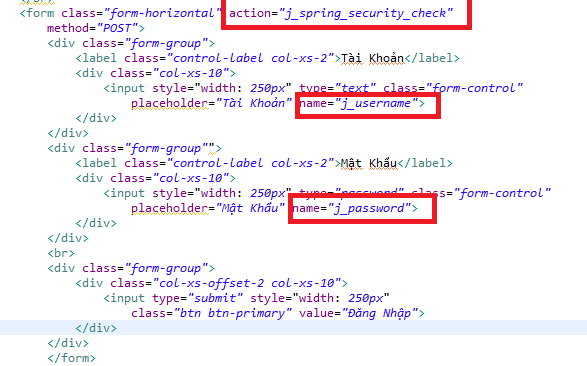 <form class="form-horizontal" action="j_spring_security_check"
method="POST">
<div class="form-group">
<label class="control-label col-xs-2">Tài Khoản</label>
<div class="col-xs-10">
<input style="width: 250px" type="text" class="form-control"
placeholder="Tài Khoản" name="j_username">
</div>
</div>
<div class="form-group"">
<label class="control-label col-xs-2">Mật Khẩu</label>
<div class="col-xs-10">
<input style="width: 250px" type="password" class="form-control"
placeholder="Mật Khẩu" name="j_password">
</div>
</div>
<br>
<div class="form-group">
<div class="col-xs-offset-2 col-xs-10">
<input type="submit" style="width: 250px"
class="btn btn-primary" value="Đăng Nhập">
</div>
</div>
</form>